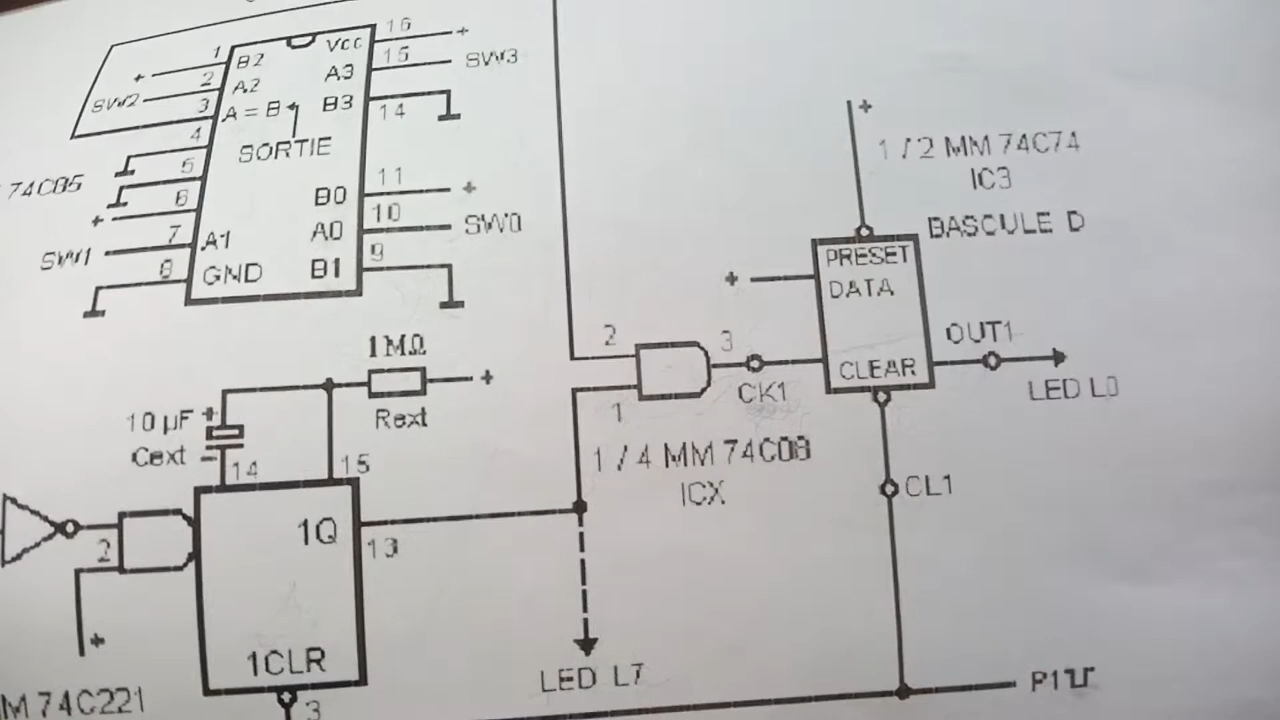 16
+
1
B2
Vcc
15
SW3
+
2
A2
A3
SW2
3
A = B
B3
14
4
SORTIE
74C85
5
6
B0
11
+
+
10
SW0
7
A1
A0
SW1
9
8
GND
B1
+
1/2 MM 74C74
IC3
BASCULE D
PRESET
+
DATA
CLEAR
OUT1
LED L0
2
3
CK1
1
1/4 MM 74C08
ICX
CL1
1MΩ
+
Rext
10 µF +
Cext -
14
15
1Q
13
2
+
1CLR
3
M 74C221
LED L7
P1